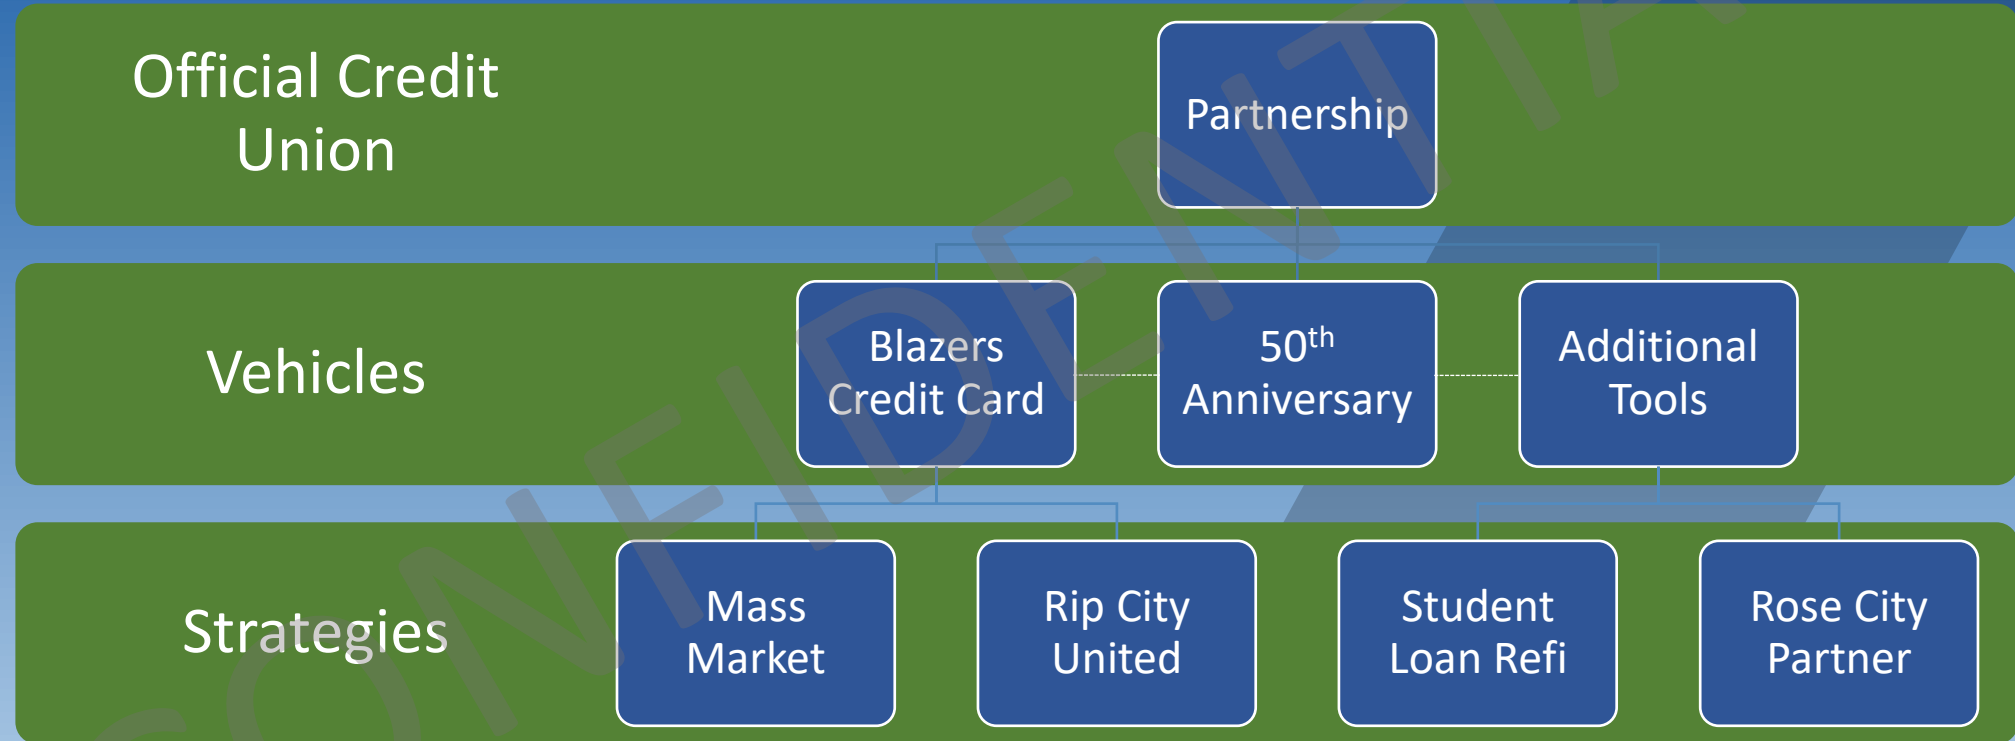 Official Credit
Union
Partnership
Vehicles
Blazers
Credit Card
50th
Anniversary
Additional
Tools
Strategies
Mass
Market
Rip City
United
Student
Loan Refi
Rose City
Partner
CONFIDENTIA